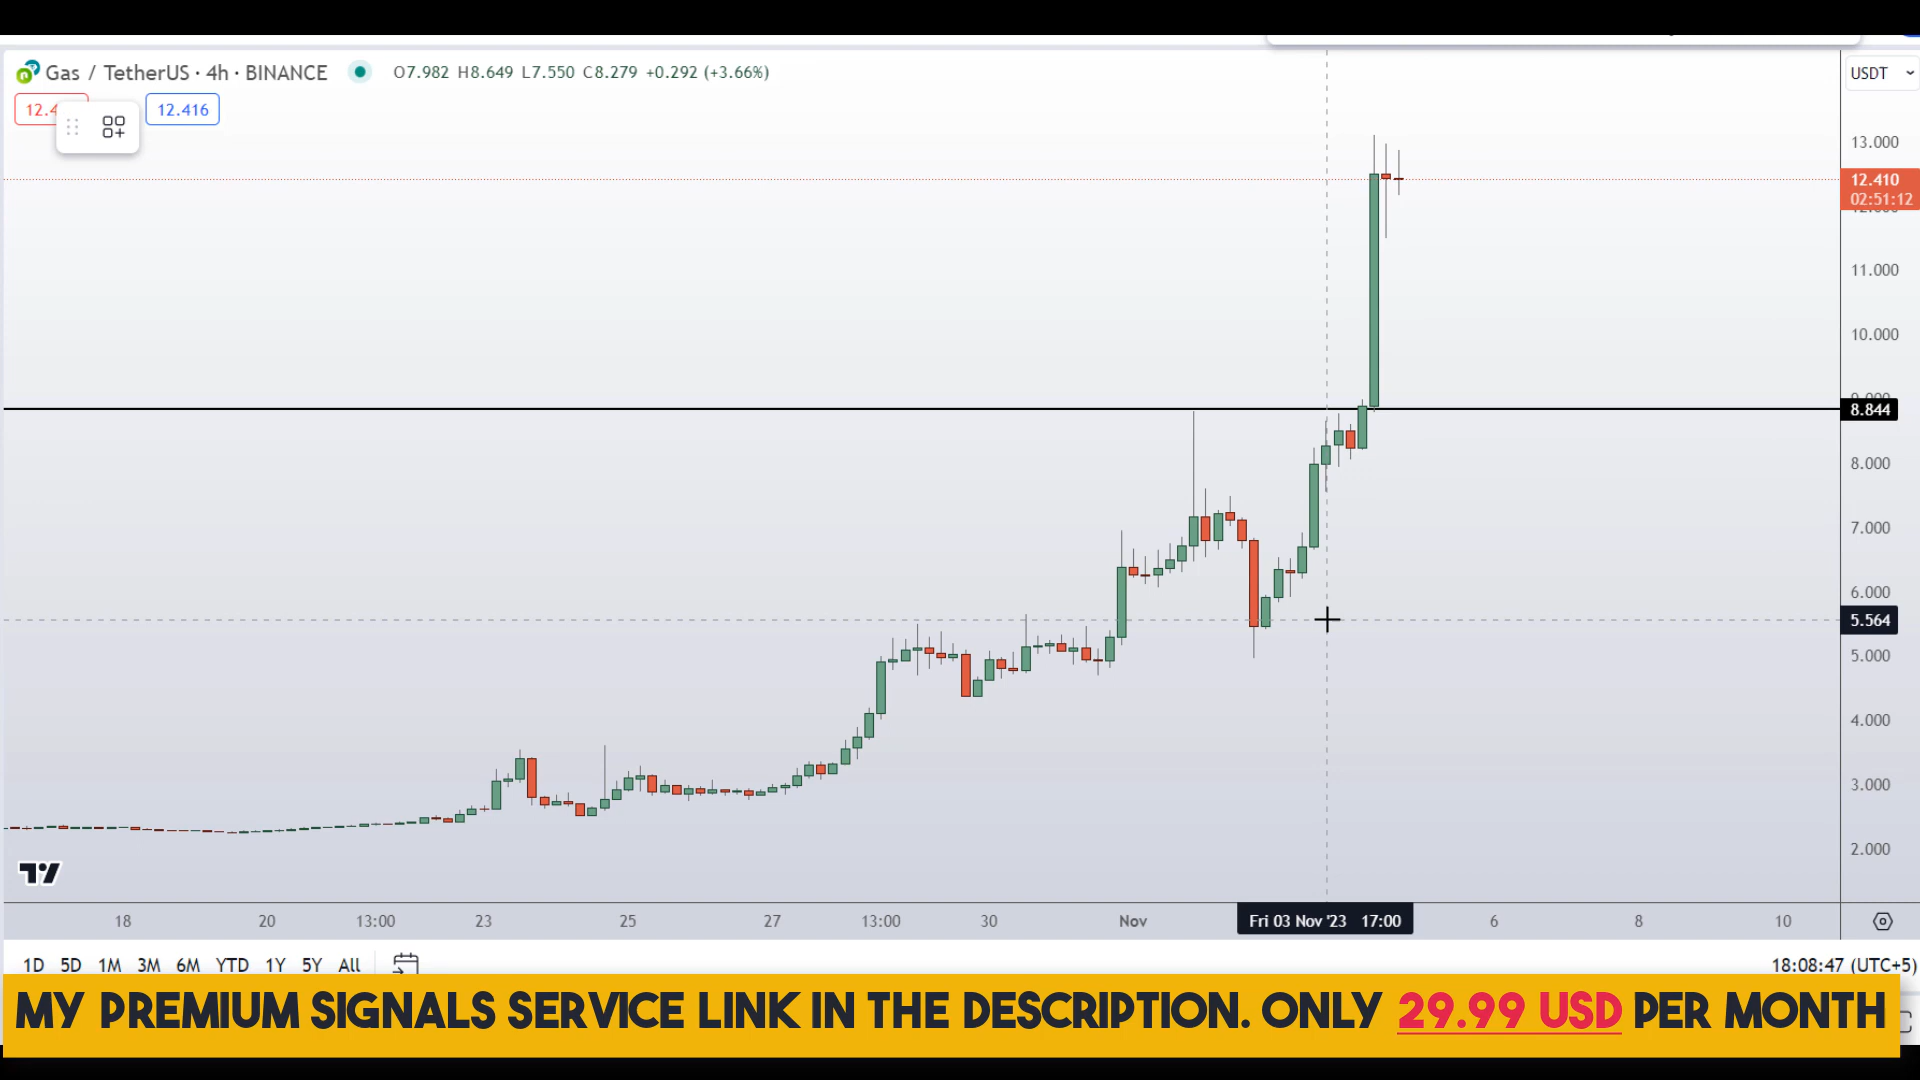 Gas / TetherUS · 4h · BINANCE O7.982 H8.649 L7.550 C8.279 +0.292 (+3.66%)
USDT
12.4
12.416
13.000
12.410
02:51:12
11.000
10.000
8.844
8.000
7.000
6.000
5.564
5.000
4.000
3.000
2.000
18 20 13:00 23 25 27 13:00 30 Nov Fri 03 Nov '23 17:00 6 8 10
1D 5D 1M 3M 6M YTD 1Y 5Y All
18:08:47 (UTC+5)
MY PREMIUM SIGNALS SERVICE LINK IN THE DESCRIPTION. ONLY 29.99 USD PER MONTH